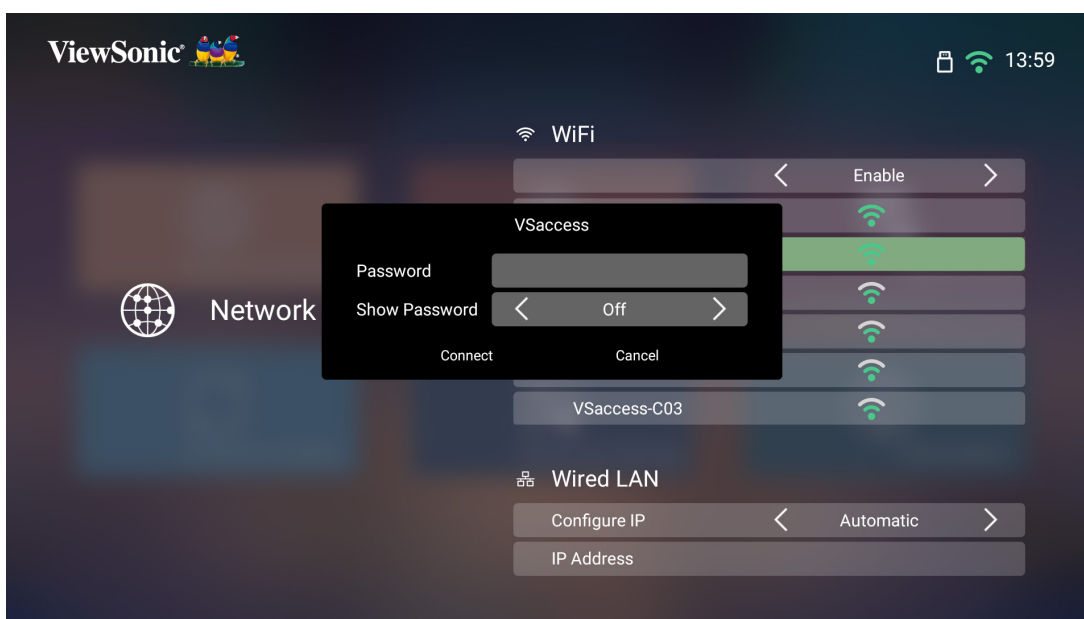 ViewSonic®
13:59
WiFi
Enable
VSaccess
Password
Network
Show Password Off
Connect Cancel
VSaccess-C03
Wired LAN
Configure IP Automatic
IP Address